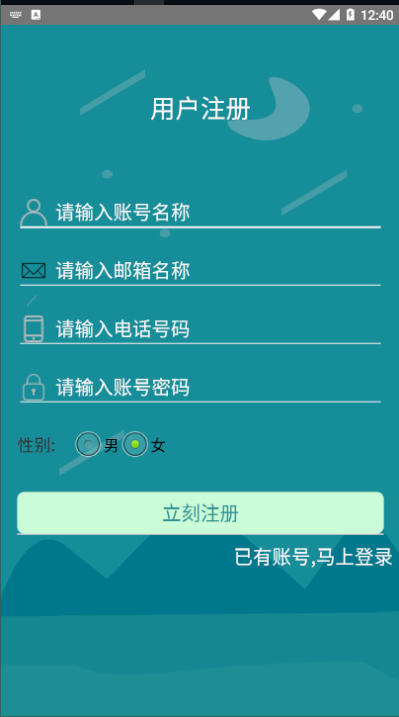 12:40
用户注册
请输入账号名称
请输入邮箱名称
请输入电话号码
请输入账号密码
性别: 男 女
立刻注册
已有账号,马上登录